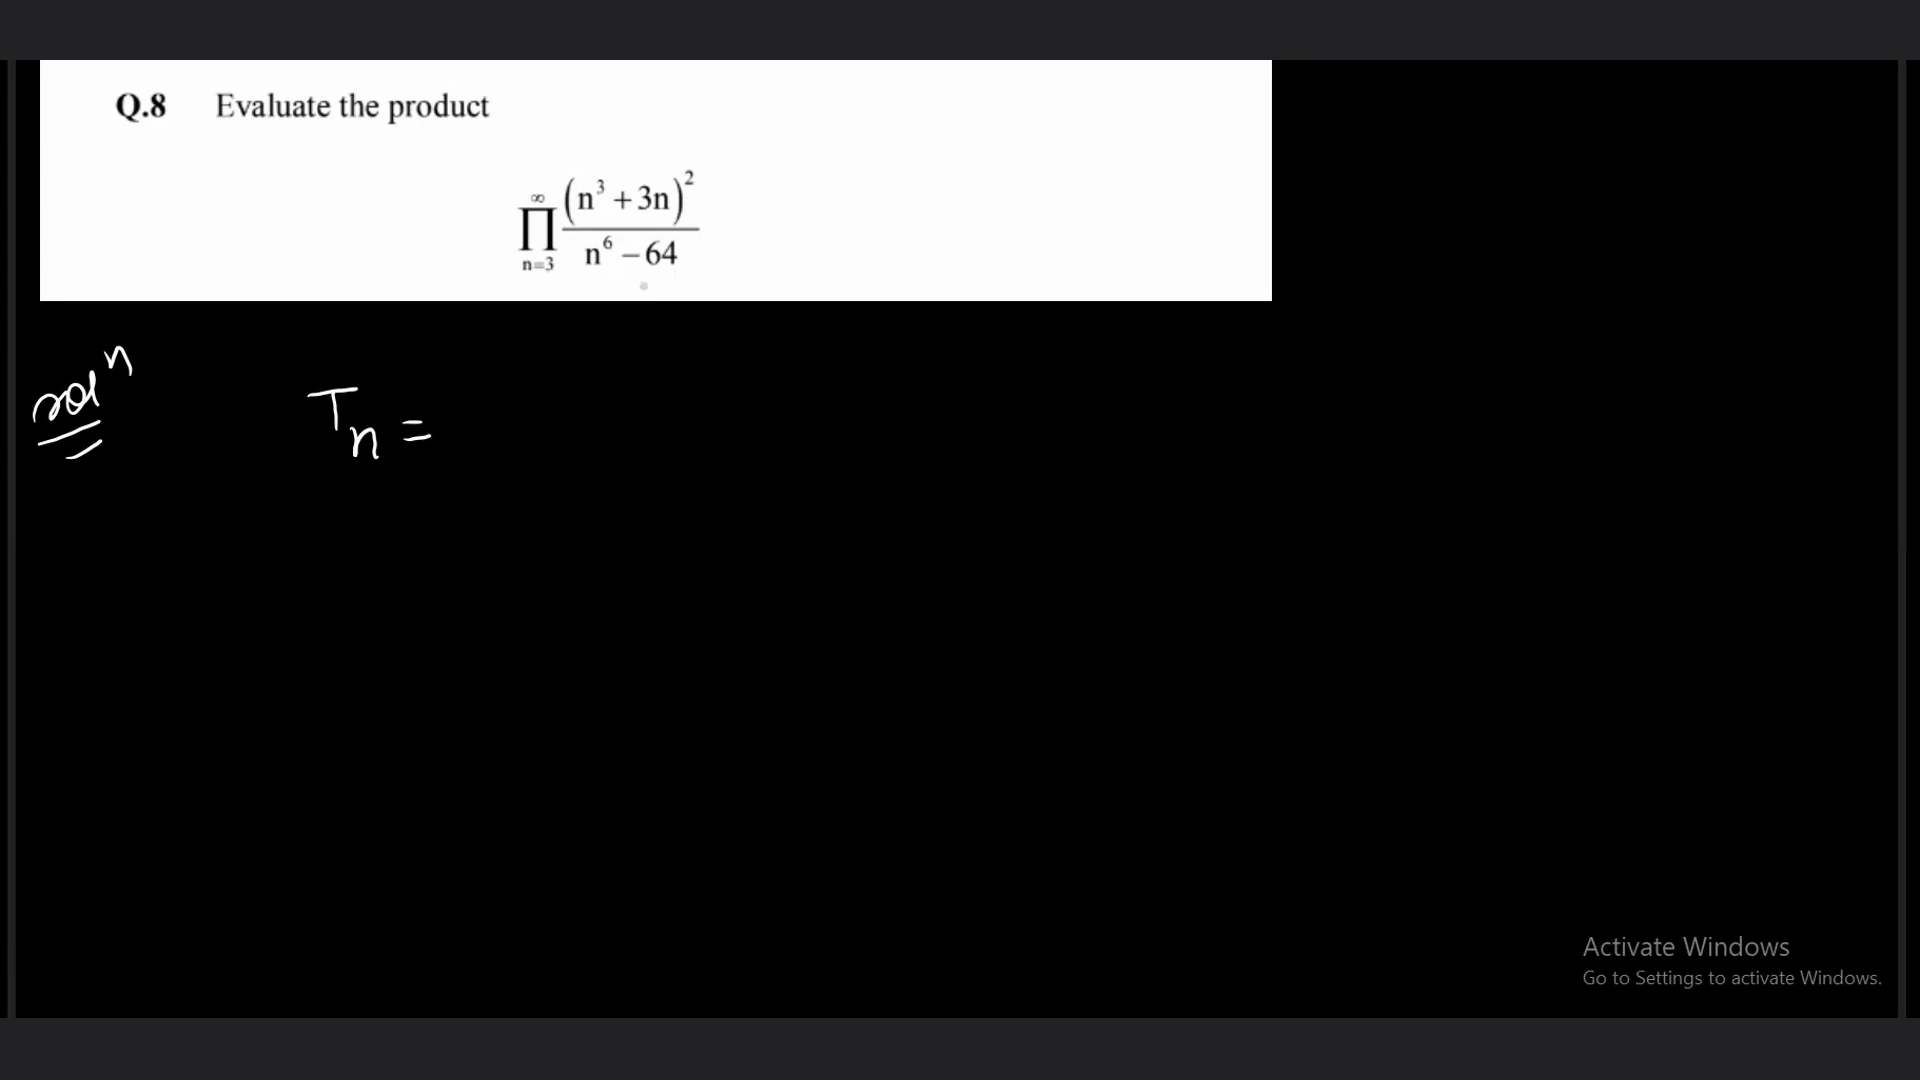 Q.8 Evaluate the product
∏_{n=3}^{∞} (n³ + 3n)² / (n⁶ − 64)
solⁿ
Tₙ =
Activate Windows
Go to Settings to activate Windows.